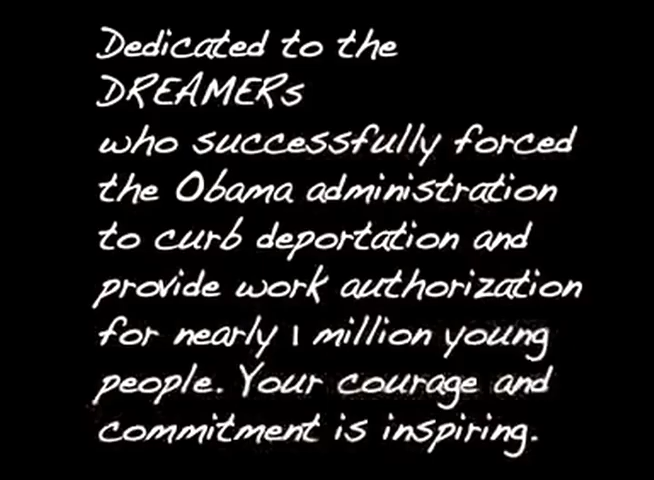 Dedicated to the
DREAMERs
who successfully forced
the Obama administration
to curb deportation and
provide work authorization
for nearly 1 million young
people. Your courage and
commitment is inspiring.